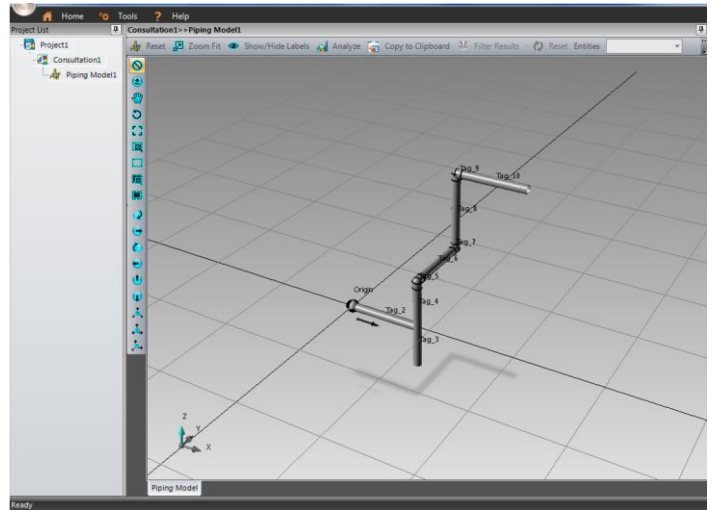 Home Tools ? Help
Project List Consultation1>>Piping Model1
Reset Zoom Fit Show/Hide Labels Analyze Copy to Clipboard Filter Results Reset Entities
Project1
Consultation1
Piping Model1
Tag_9
Tag_10
Tag_8
Tag_7
Tag_6
Tag_5
Origin
Tag_4
Tag_2
Tag_3
Z
Y
X
Piping Model
Ready